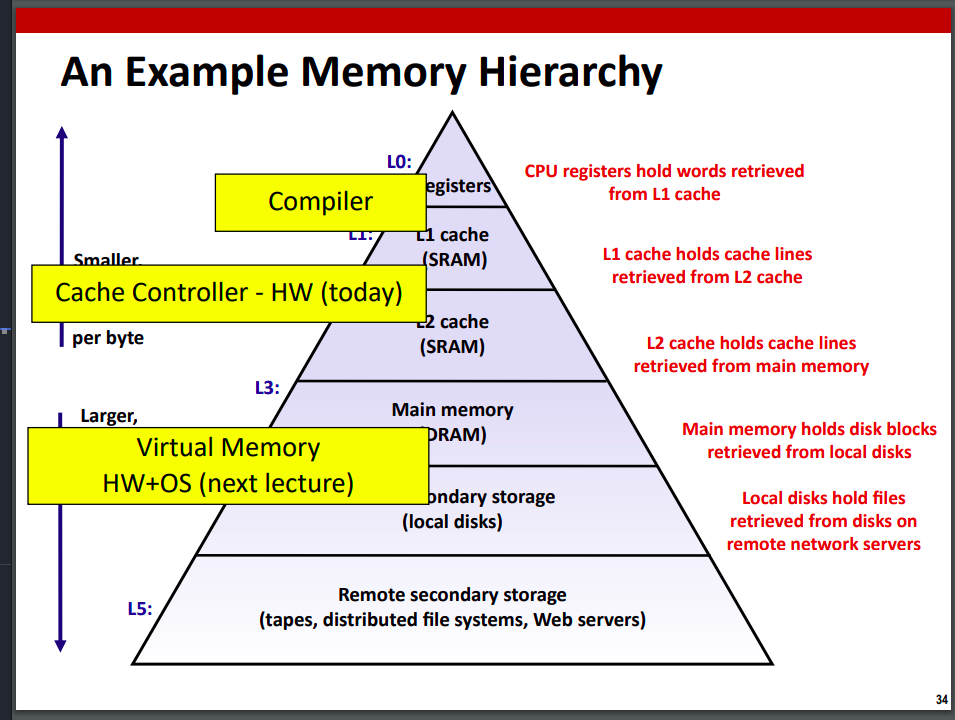 An Example Memory Hierarchy
L0:
Compiler
egisters
CPU registers hold words retrieved
from L1 cache
L1:
L1 cache
(SRAM)
L1 cache holds cache lines
retrieved from L2 cache
Smaller,
Cache Controller - HW (today)
per byte
L2 cache
(SRAM)
L2 cache holds cache lines
retrieved from main memory
L3:
Main memory
DRAM)
Main memory holds disk blocks
retrieved from local disks
Larger,
Virtual Memory
HW+OS (next lecture)
ondary storage
(local disks)
Local disks hold files
retrieved from disks on
remote network servers
L5:
Remote secondary storage
(tapes, distributed file systems, Web servers)
34